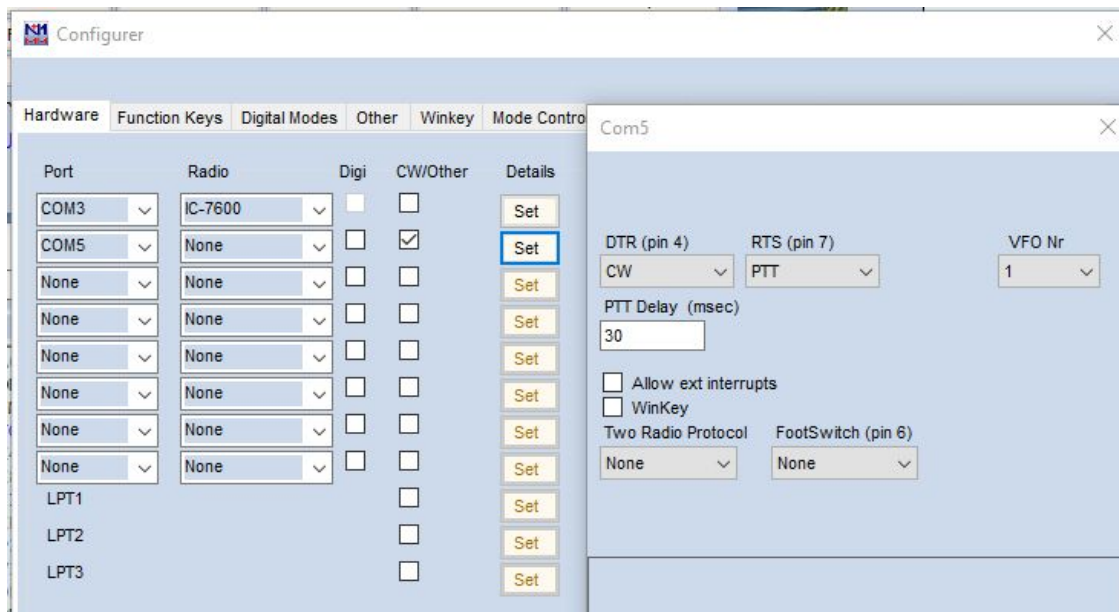 N1 MM Configurer
Hardware Function Keys Digital Modes Other Winkey Mode Contro
Port Radio Digi CW/Other Details
COM3 IC-7600 Set
COM5 None Set
None None Set
None None Set
None None Set
None None Set
None None Set
None None Set
LPT1 Set
LPT2 Set
LPT3 Set
Com5
DTR (pin 4) RTS (pin 7) VFO Nr
CW PTT 1
PTT Delay (msec)
30
Allow ext interrupts
WinKey
Two Radio Protocol FootSwitch (pin 6)
None None